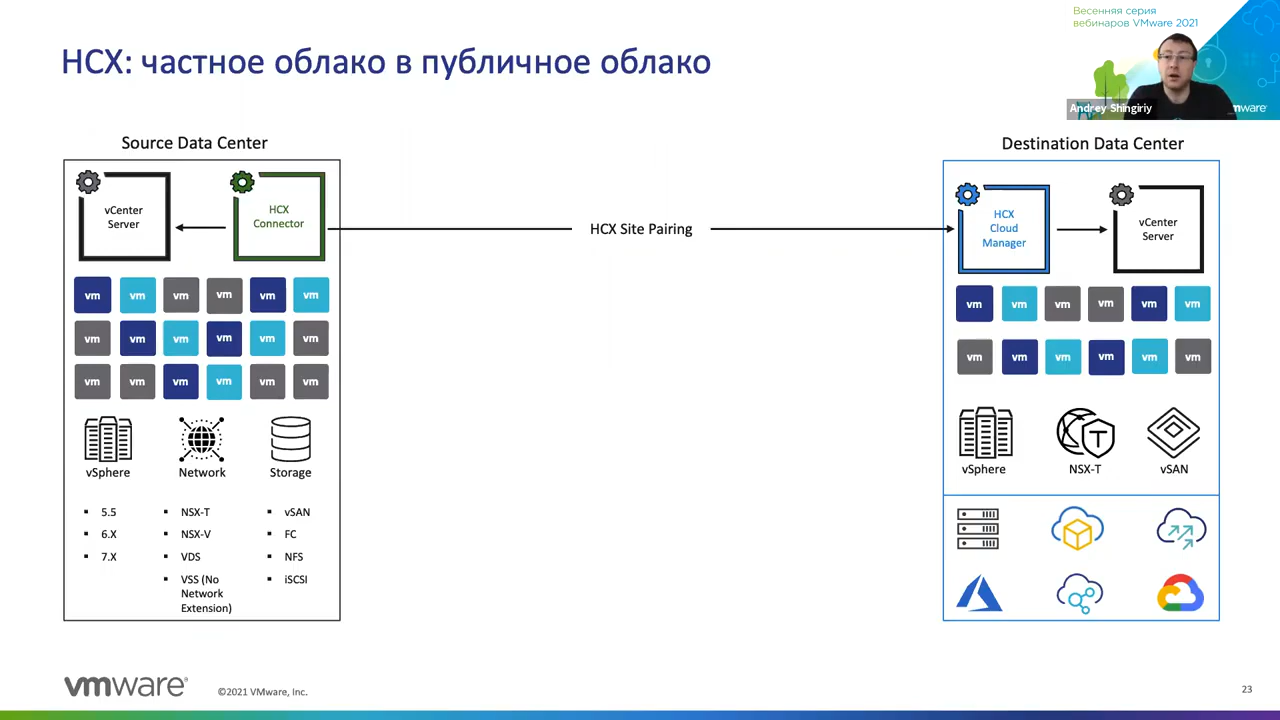 Весенняя серия
вебинаров VMware 2021
HCX: частное облако в публичное облако
Andrey Shingiriy
mware
Source Data Center
Destination Data Center
vCenter
Server
HCX
Connector
HCX Site Pairing
HCX
Cloud
Manager
vCenter
Server
vm vm vm vm vm vm
vm vm vm vm vm vm
vm vm vm vm vm vm
vm vm vm vm vm vm
vm vm vm vm vm vm
vSphere
Network
Storage
T
vSphere
NSX-T
vSAN
▪ 5.5
▪ 6.X
▪ 7.X
▪ NSX-T
▪ NSX-V
▪ VDS
▪ VSS (No
Network
Extension)
▪ vSAN
▪ FC
▪ NFS
▪ iSCSI
vmware®
©2021 VMware, Inc.
23